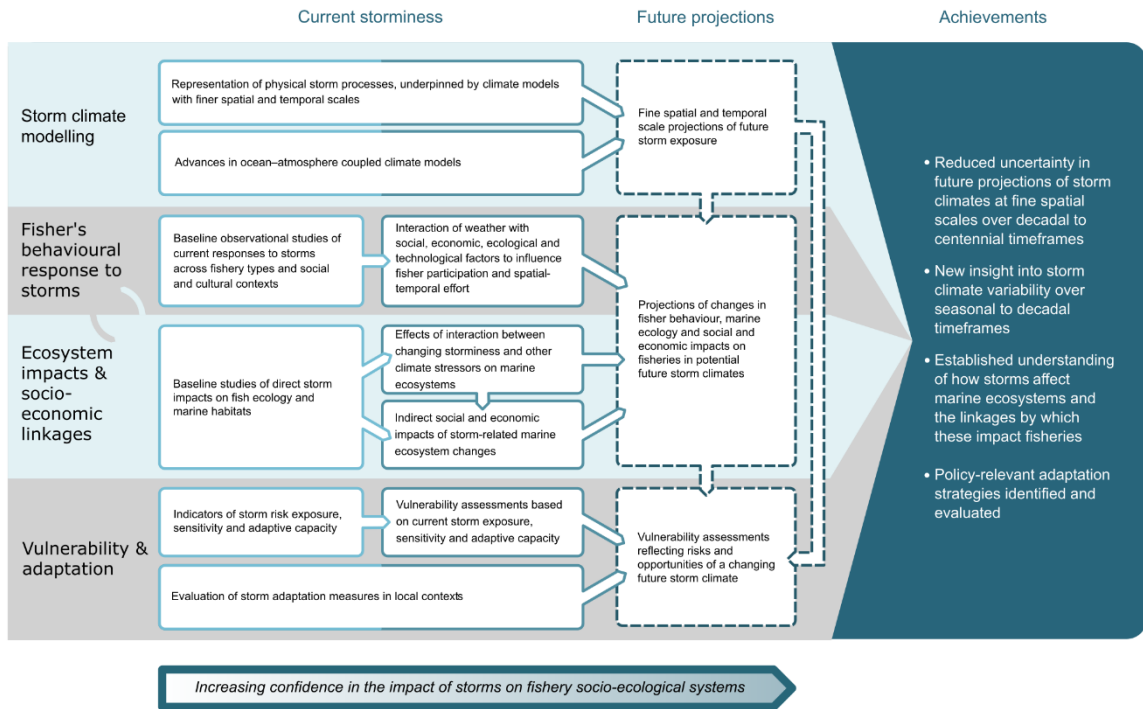 Current storminess
Future projections
Achievements
Storm climate
modelling
Representation of physical storm processes, underpinned by climate models
with finer spatial and temporal scales
Advances in ocean–atmosphere coupled climate models
Fine spatial and temporal
scale projections of future
storm exposure
Fisher's
behavioural
response to
storms
Baseline observational studies of
current responses to storms
across fishery types and social
and cultural contexts
Interaction of weather with
social, economic, ecological and
technological factors to influence
fisher participation and spatial-
temporal effort
Ecosystem
impacts &
socio-
economic
linkages
Baseline studies of direct storm
impacts on fish ecology and
marine habitats
Effects of interaction between
changing storminess and other
climate stressors on marine
ecosystems
Indirect social and economic
impacts of storm-related marine
ecosystem changes
Projections of changes in
fisher behaviour, marine
ecology and social and
economic impacts on
fisheries in potential
future storm climates
Vulnerability &
adaptation
Indicators of storm risk exposure,
sensitivity and adaptive capacity
Vulnerability assessments based
on current storm exposure,
sensitivity and adaptive capacity
Evaluation of storm adaptation measures in local contexts
Vulnerability assessments
reflecting risks and
opportunities of a changing
future storm climate
• Reduced uncertainty in
future projections of storm
climates at fine spatial
scales over decadal to
centennial timeframes
• New insight into storm
climate variability over
seasonal to decadal
timeframes
• Established understanding
of how storms affect
marine ecosystems and
the linkages by which
these impact fisheries
• Policy-relevant adaptation
strategies identified and
evaluated
Increasing confidence in the impact of storms on fishery socio-ecological systems